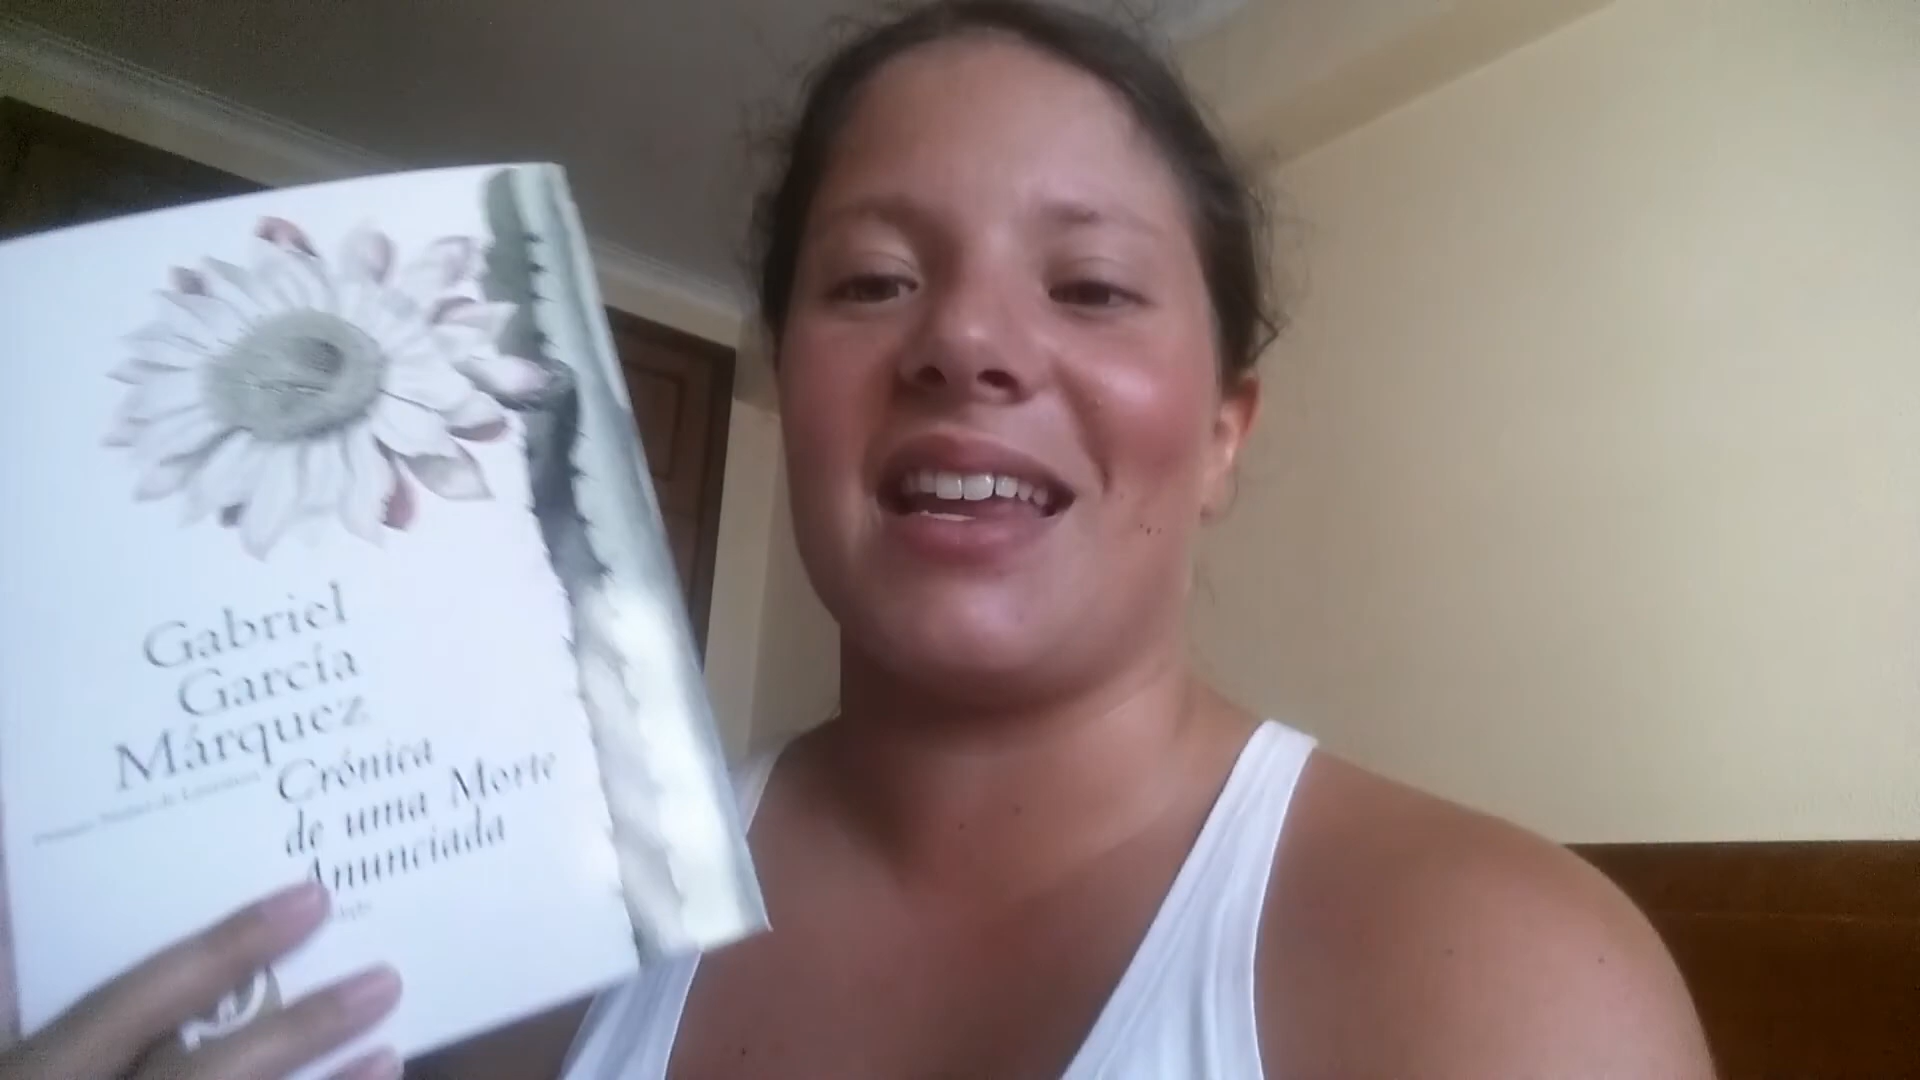 Gabriel
García
Márquez
Crónica
de uma Morte
Anunciada